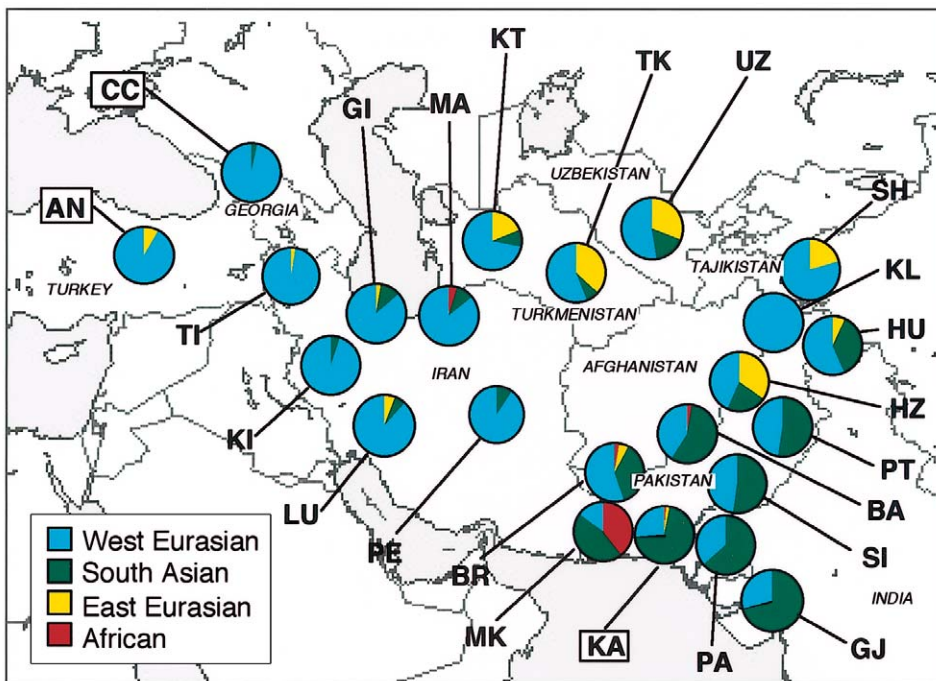 KT
TK
UZ
CC
GI
MA
UZBEKISTAN
SH
AN
GEORGIA
TAJIKISTAN
KL
TURKEY
TURKMENISTAN
TI
HU
IRAN
AFGHANISTAN
HZ
KI
PT
LU
PAKISTAN
BA
West Eurasian
PE
BR
SI
South Asian
INDIA
East Eurasian
African
MK
KA
PA
GJ